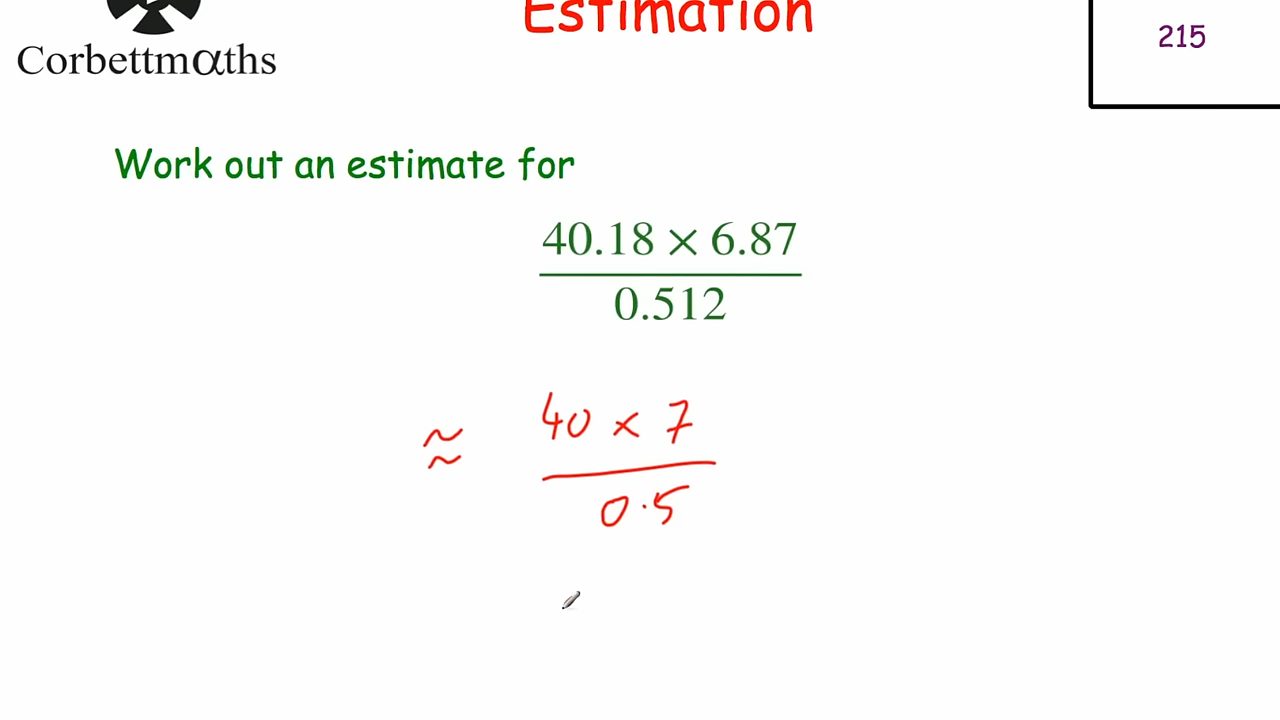 Estimation
215
Corbettmαths
Work out an estimate for
40.18 × 6.87
0.512
≈ 40 × 7
0.5